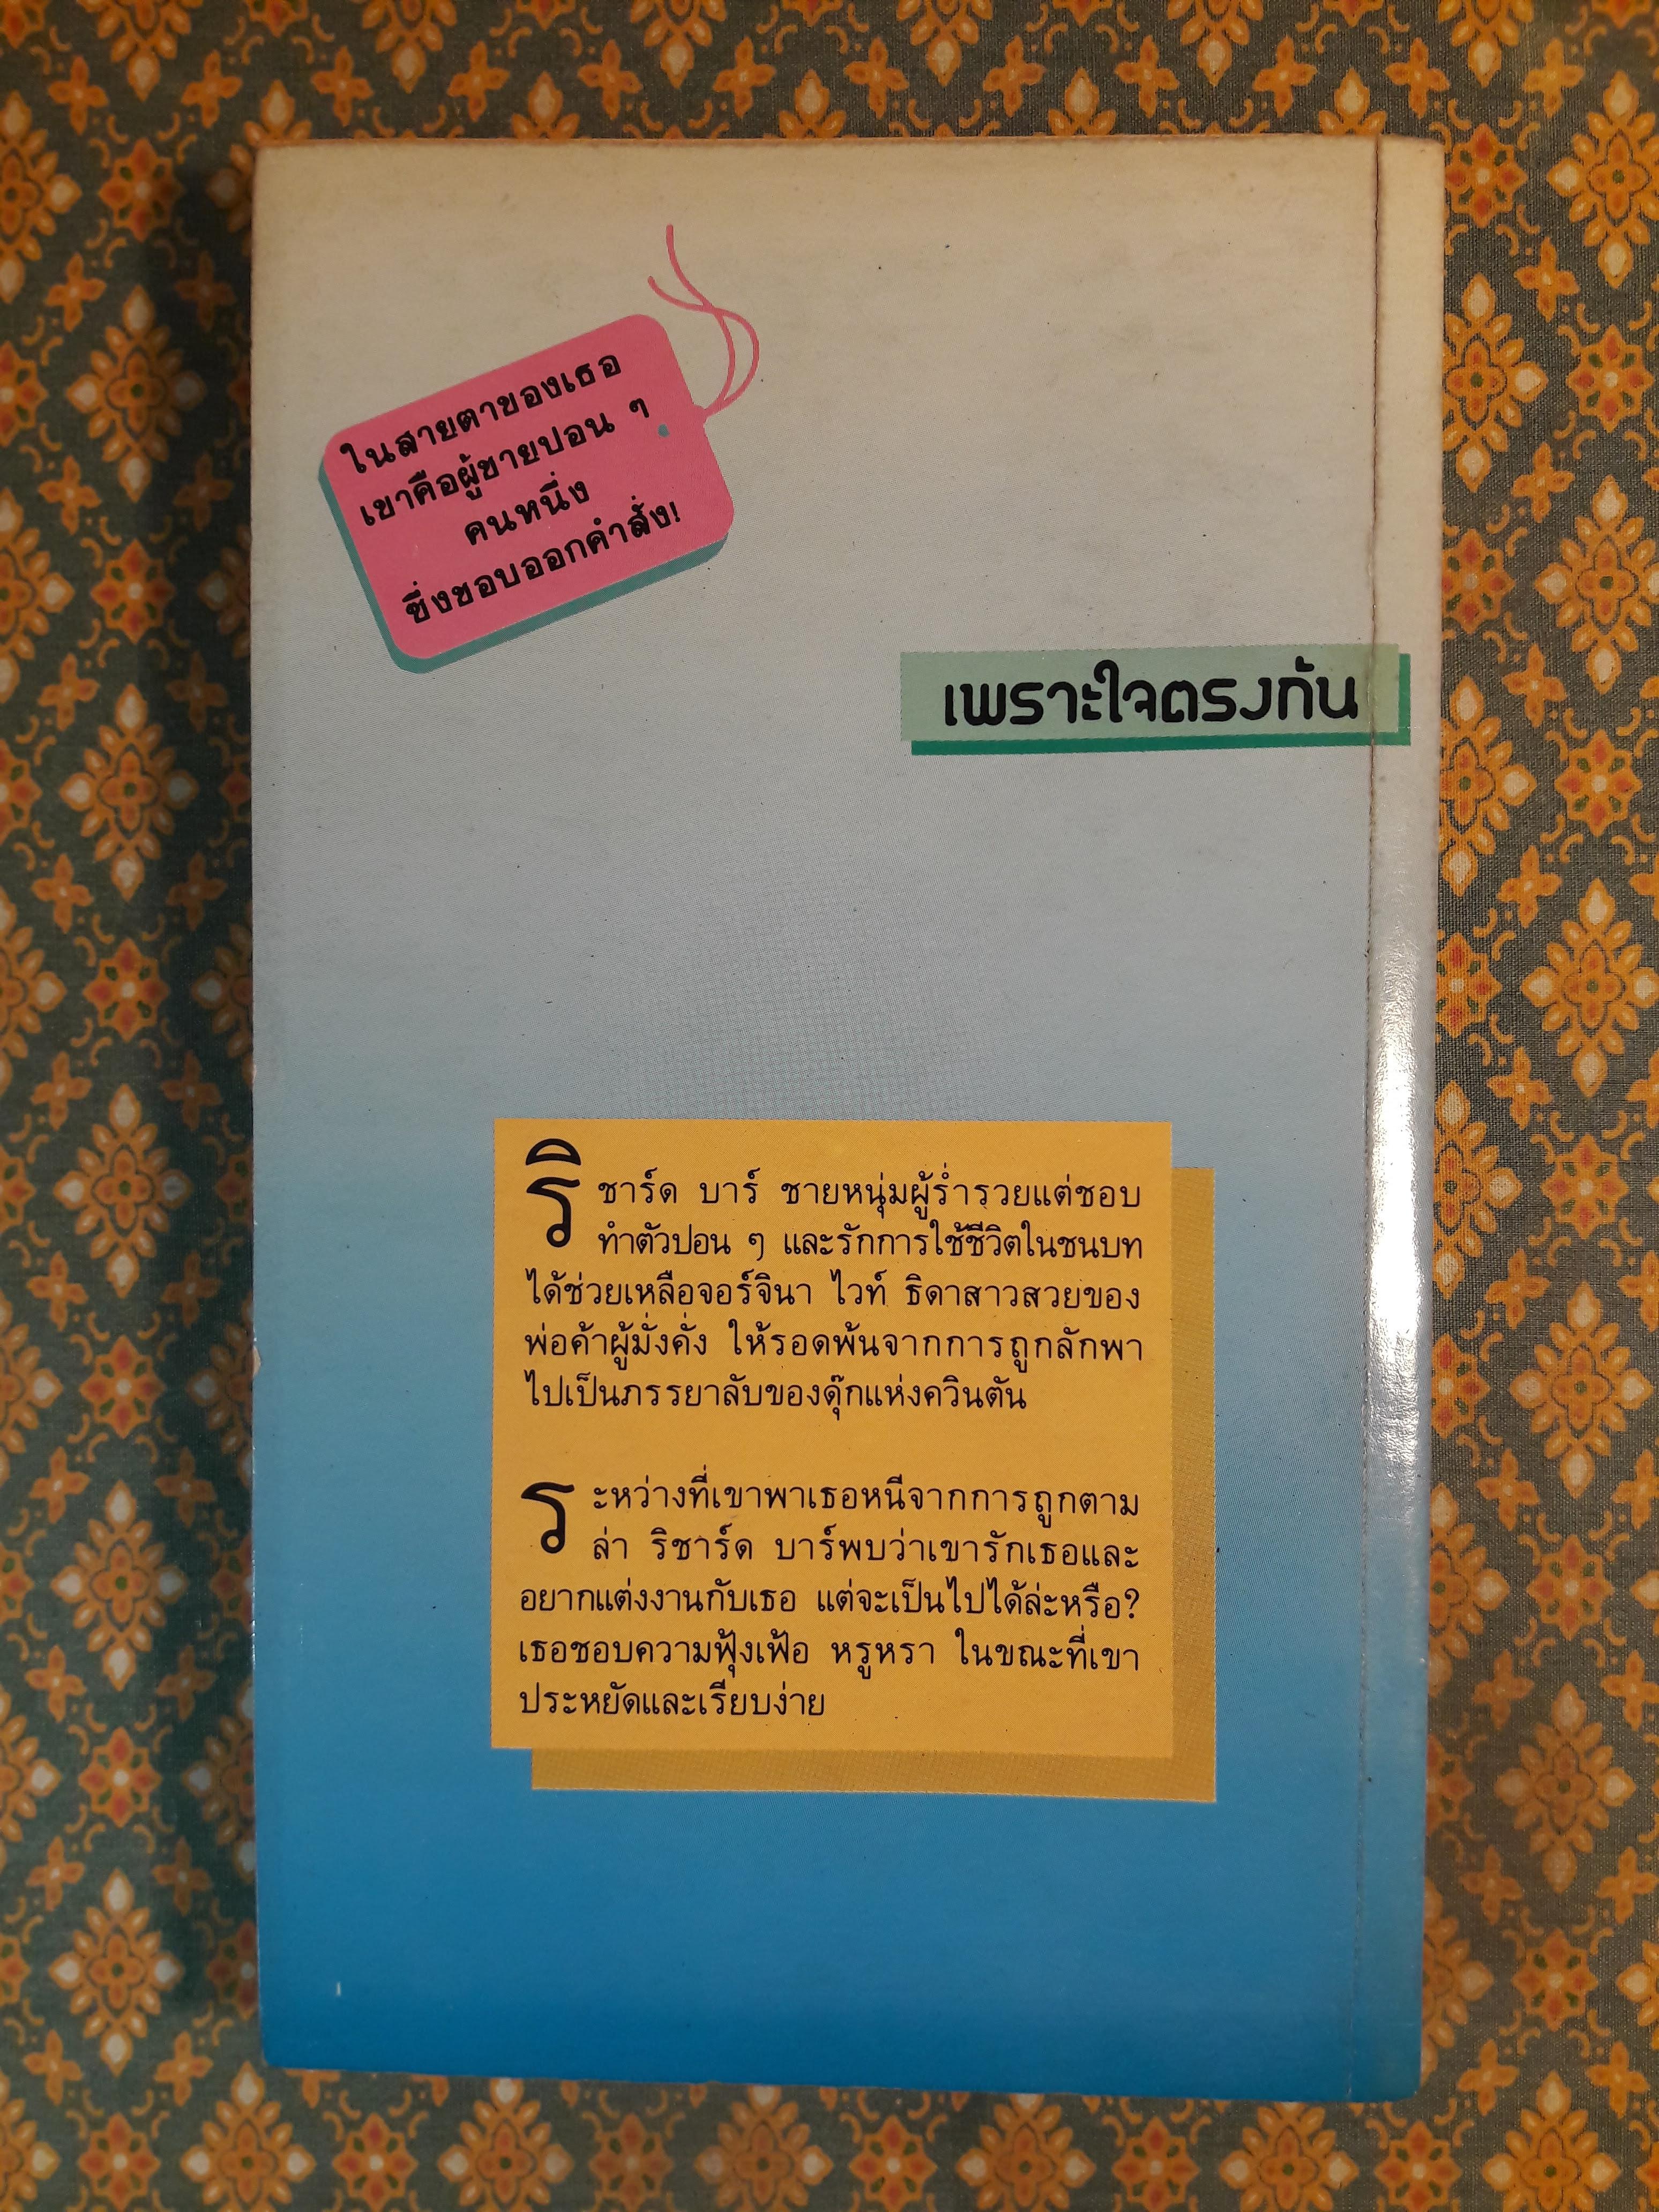 ในสายตาของเธอ
เขาคือผู้ชายปอน ๆ
คนหนึ่ง
ซึ่งชอบออกคำสั่ง!
เพราะใจตรงกัน
ริชาร์ด บาร์ ชายหนุ่มผู้ร่ำรวยแต่ชอบ
ทำตัวปอน ๆ และรักการใช้ชีวิตในชนบท
ได้ช่วยเหลือจอร์จินา ไวท์ ธิดาสาวสวยของ
พ่อค้าผู้มั่งคั่ง ให้รอดพ้นจากการถูกลักพา
ไปเป็นภรรยาลับของดุ๊กแห่งควินตัน
ระหว่างที่เขาพาเธอหนีจากการถูกตาม
ล่า ริชาร์ด บาร์พบว่าเขารักเธอและ
อยากแต่งงานกับเธอ แต่จะเป็นไปได้ล่ะหรือ?
เธอชอบความฟุ้งเฟ้อ หรูหรา ในขณะที่เขา
ประหยัดและเรียบง่าย